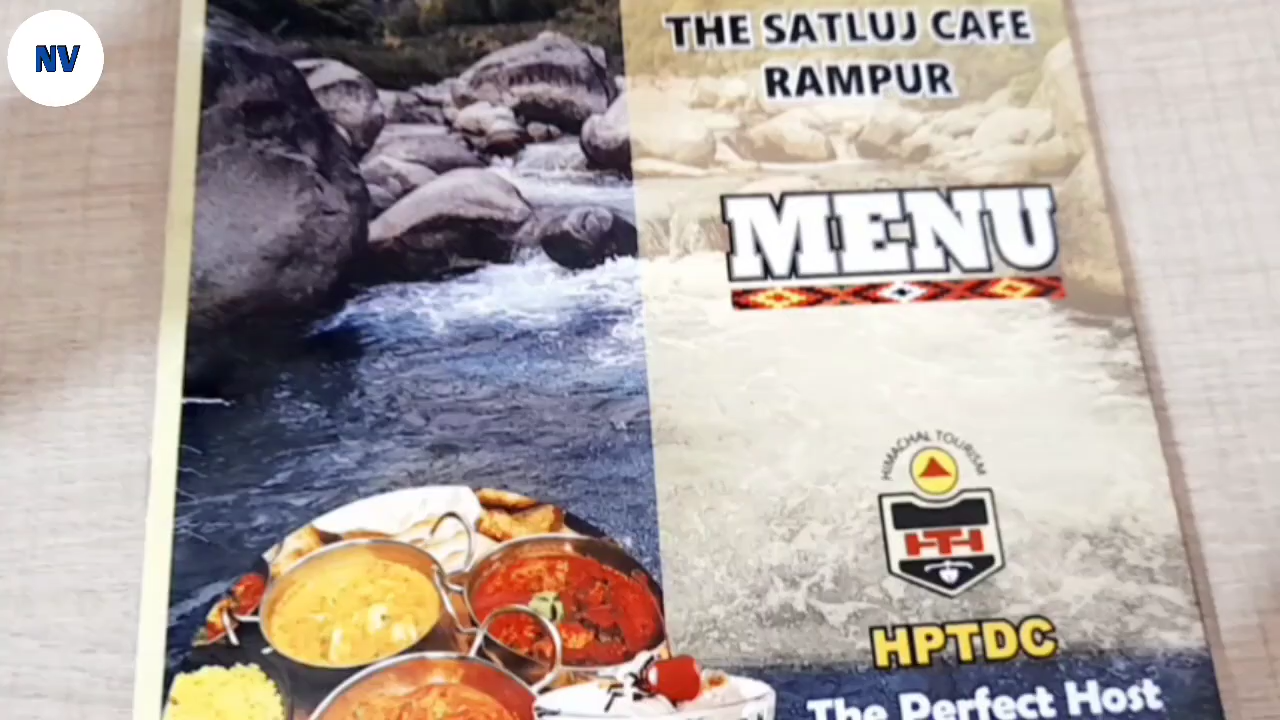 NV
THE SATLUJ CAFE
RAMPUR
MENU
HIMACHAL TOURISM
HPTDC
The Perfect Host